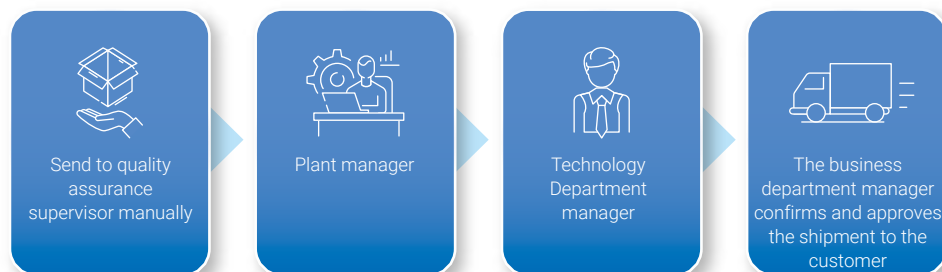 Send to quality
assurance
supervisor manually
Plant manager
Technology
Department
manager
The business
department manager
confirms and approves
the shipment to the
customer